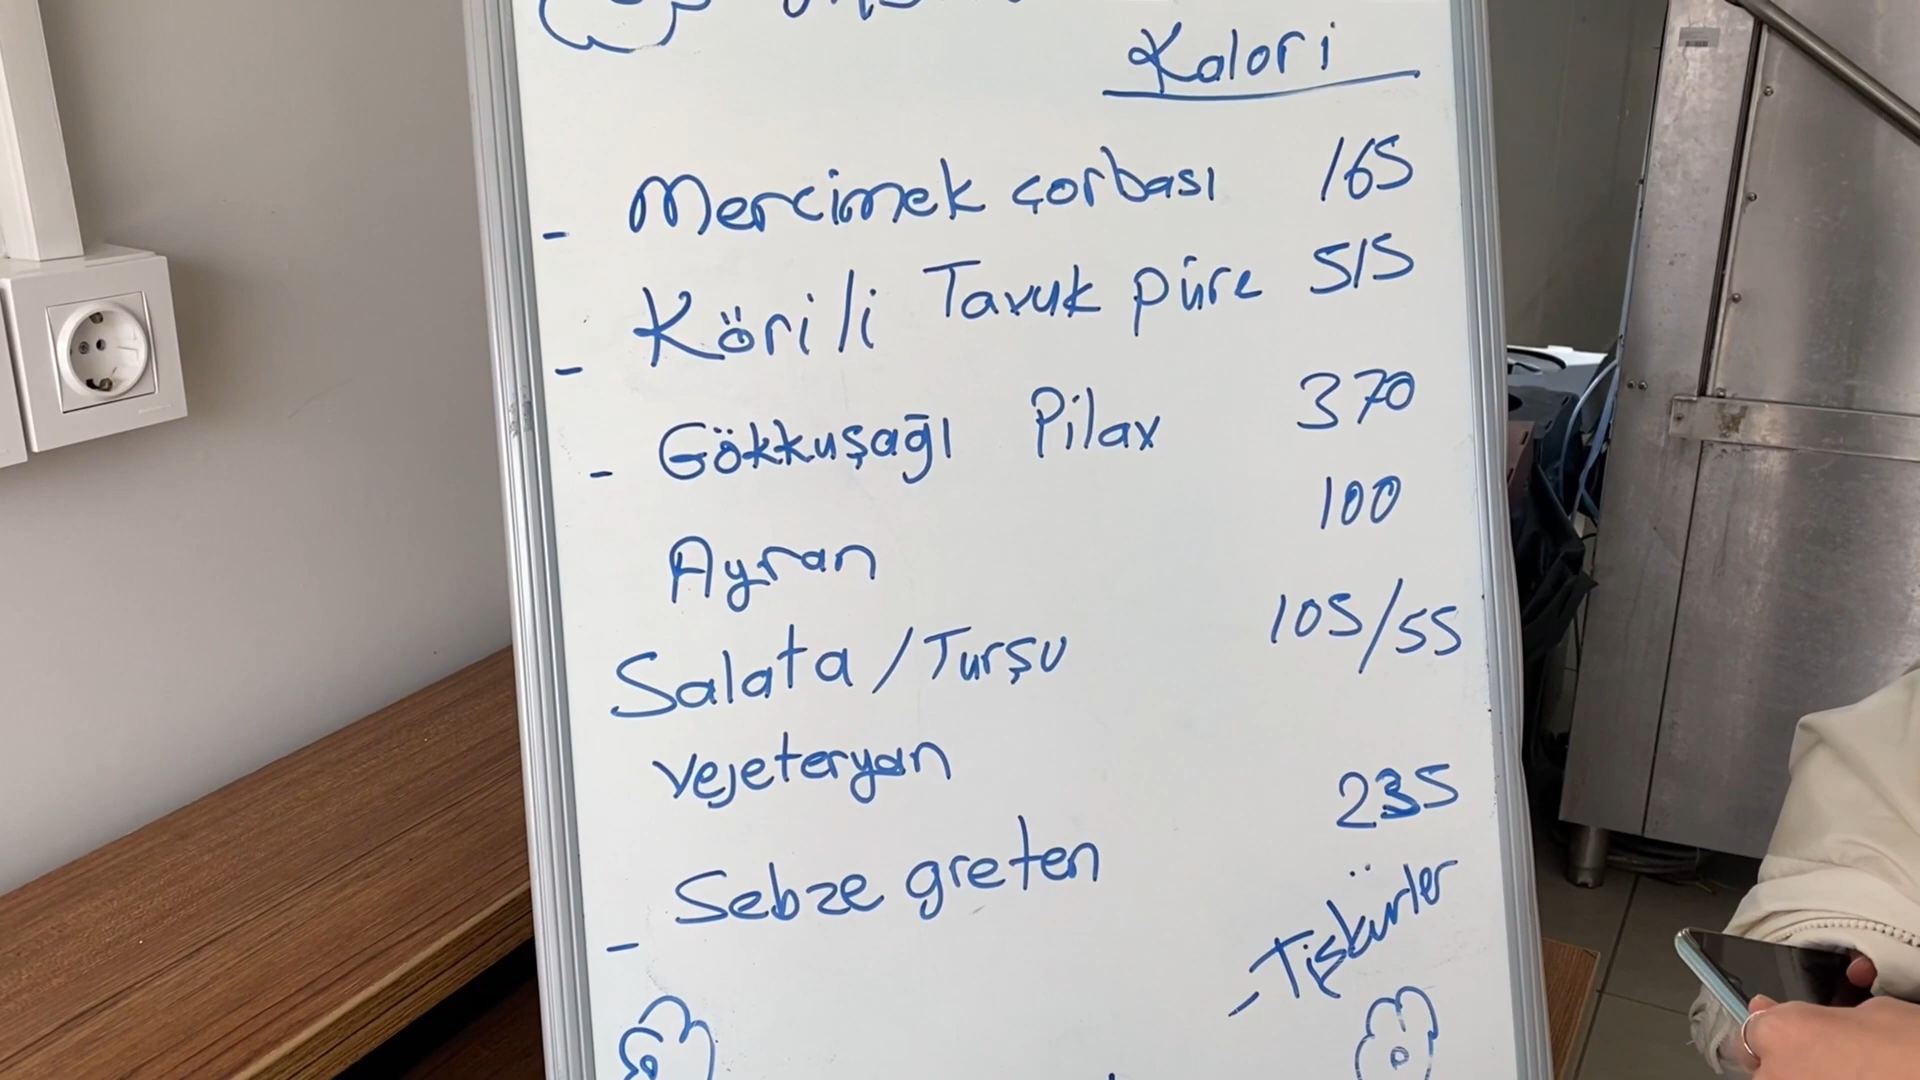 Kalori
- Mercimek çorbası 165
- Körili Tavuk püre 515
- Gökkuşağı Pilav 370
Ayran 100
Salata / Turşu 105/55
Vejeteryan
- Sebze greten 235
- Tişkürler